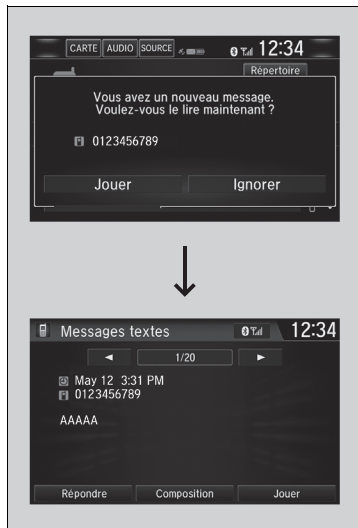 CARTE AUDIO SOURCE 12:34
Répertoire
Vous avez un nouveau message.
Voulez-vous le lire maintenant ?
0123456789
Jouer Ignorer
Messages textes 12:34
1/20
May 12 3:31 PM
0123456789
AAAAA
Répondre Composition Jouer